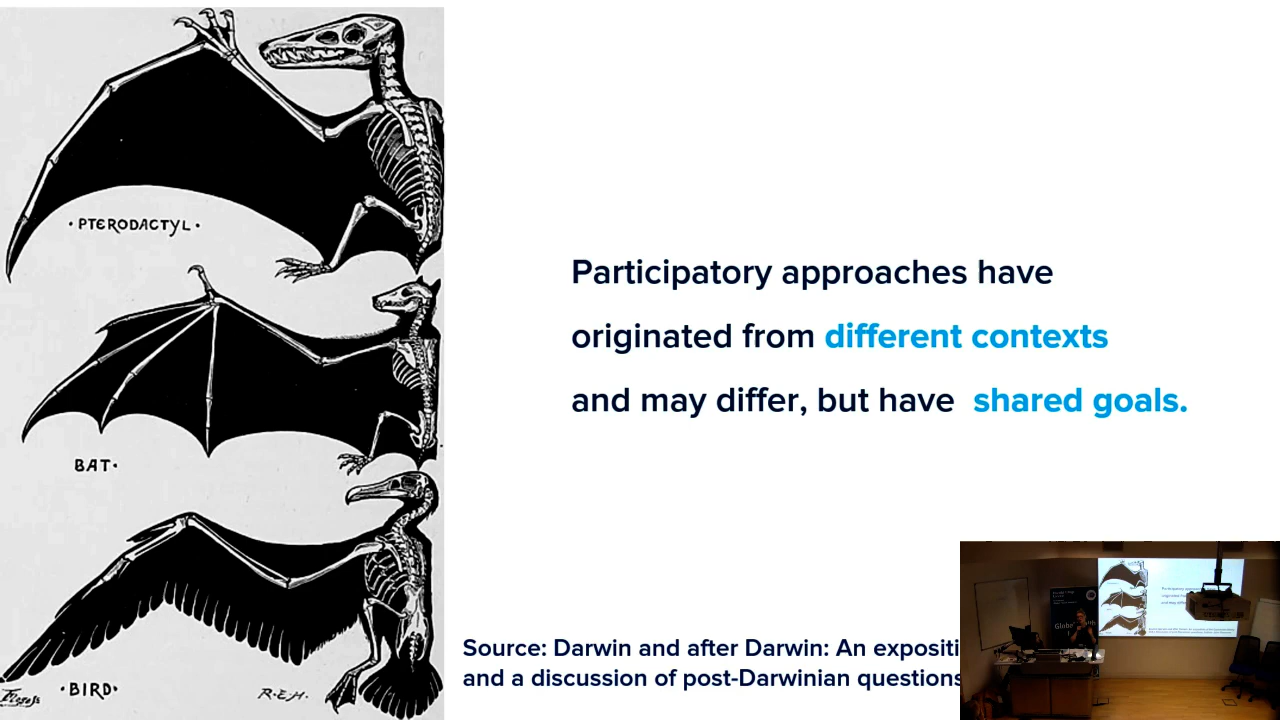 · PTERODACTYL ·
BAT·
·BIRD·
R.E.H.
Participatory approaches have
originated from different contexts
and may differ, but have shared goals.
Source: Darwin and after Darwin: An expositi
and a discussion of post-Darwinian questions